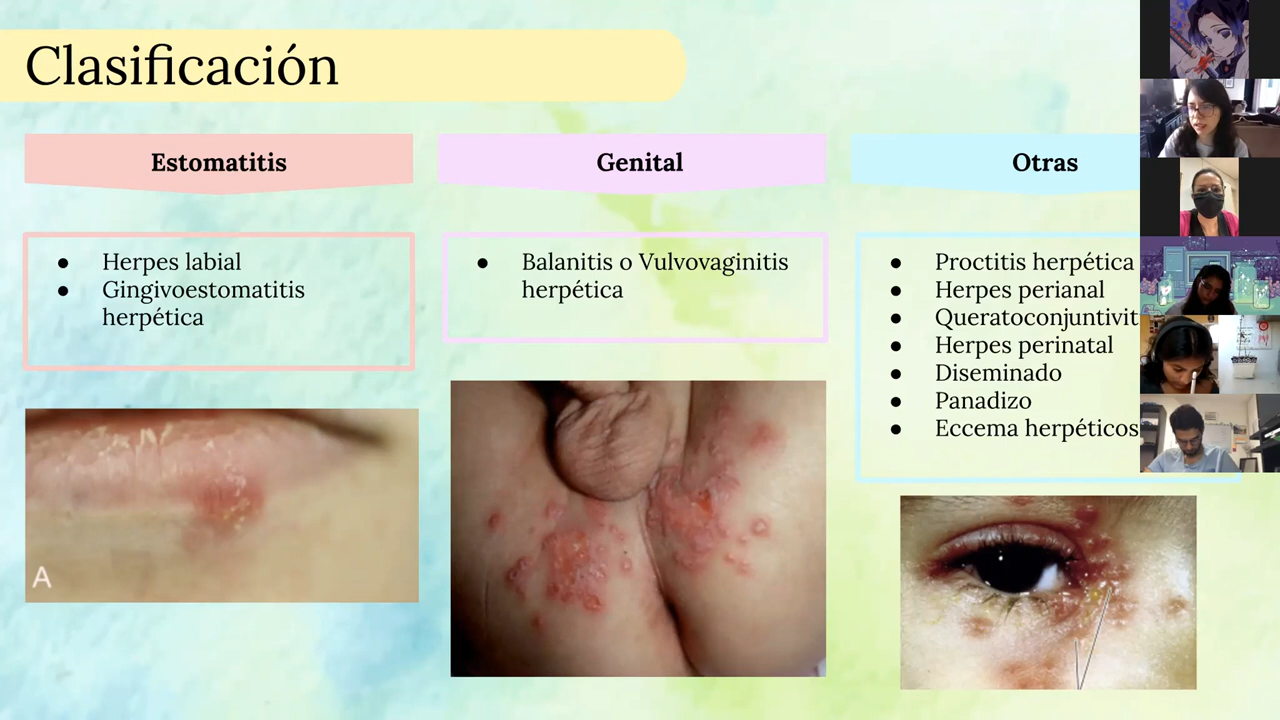 Clasificación
Estomatitis
Herpes labial
Gingivoestomatitis
herpética
A
Genital
Balanitis o Vulvovaginitis
herpética
Otras
Proctitis herpética
Herpes perianal
Queratoconjuntivit
Herpes perinatal
Diseminado
Panadizo
Eccema herpéticos